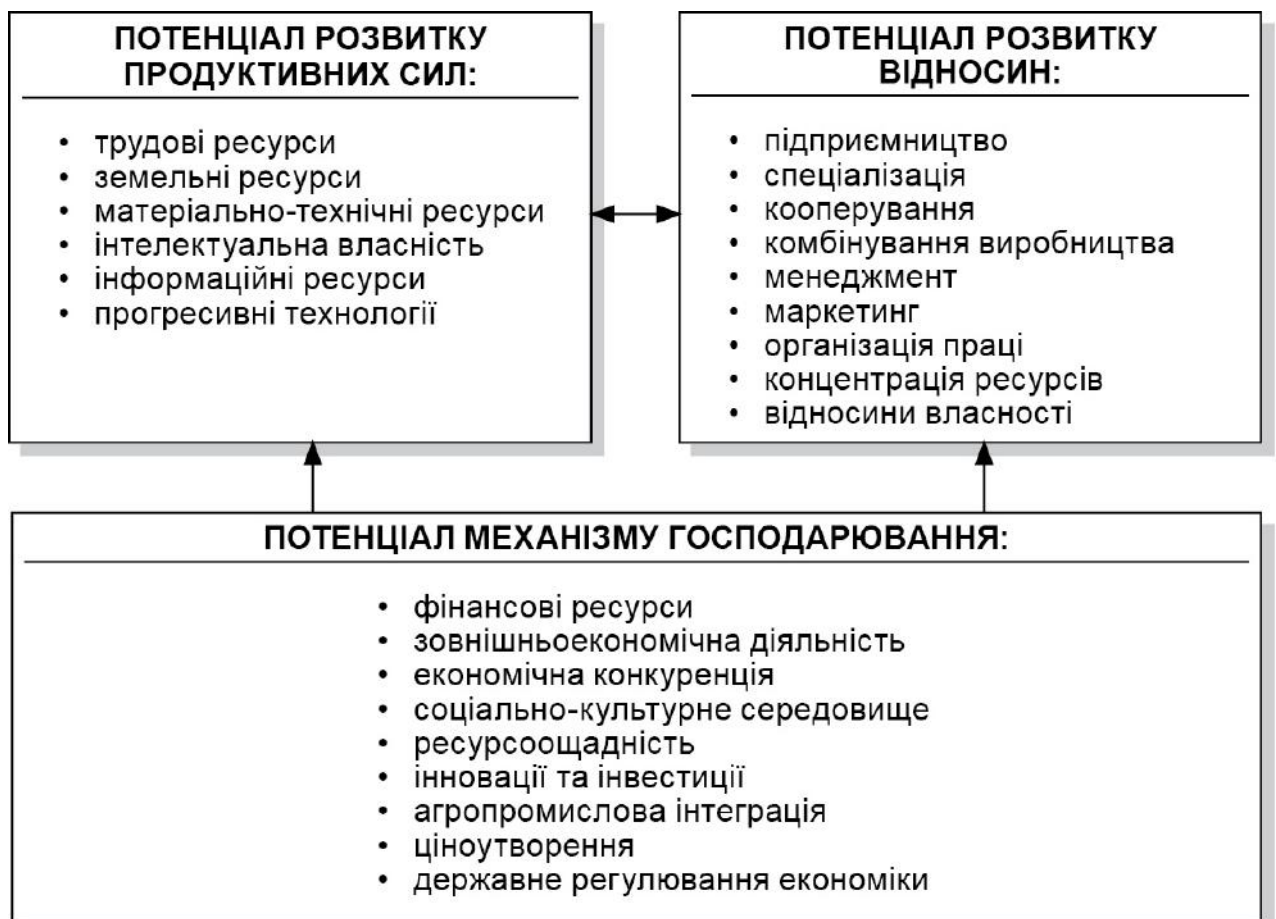 ПОТЕНЦІАЛ РОЗВИТКУ
ПРОДУКТИВНИХ СИЛ:
• трудові ресурси
• земельні ресурси
• матеріально-технічні ресурси
• інтелектуальна власність
• інформаційні ресурси
• прогресивні технології
ПОТЕНЦІАЛ РОЗВИТКУ
ВІДНОСИН:
• підприємництво
• спеціалізація
• кооперування
• комбінування виробництва
• менеджмент
• маркетинг
• організація праці
• концентрація ресурсів
• відносини власності
ПОТЕНЦІАЛ МЕХАНІЗМУ ГОСПОДАРЮВАННЯ:
• фінансові ресурси
• зовнішньоекономічна діяльність
• економічна конкуренція
• соціально-культурне середовище
• ресурсоощадність
• інновації та інвестиції
• агропромислова інтеграція
• ціноутворення
• державне регулювання економіки